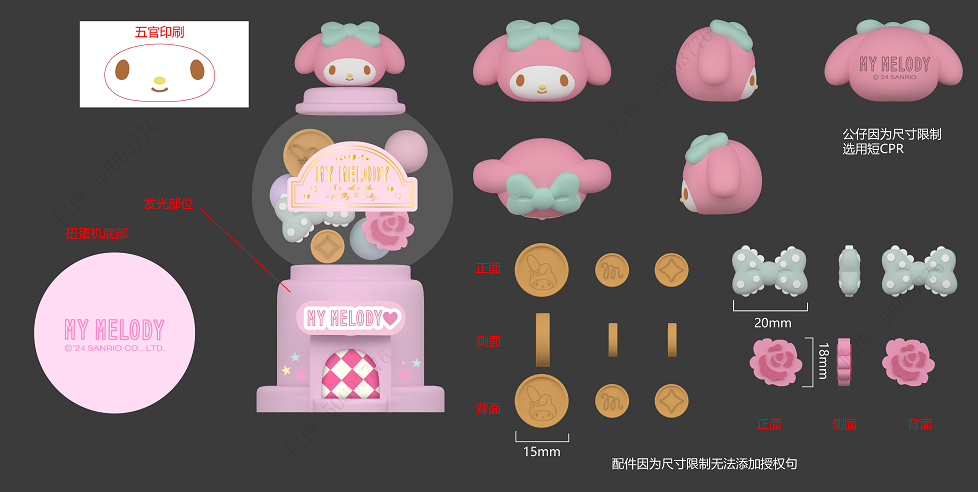 五官印刷
MY MELODY
©'24 SANRIO
公仔因为尺寸限制
选用短CPR
MY MELODY
发光部位
扭蛋机底部
正面
MY MELODY
©'24 SANRIO CO., LTD.
MY MELODY
侧面
20mm
18mm
背面
正面
侧面
背面
15mm
配件因为尺寸限制无法添加授权句